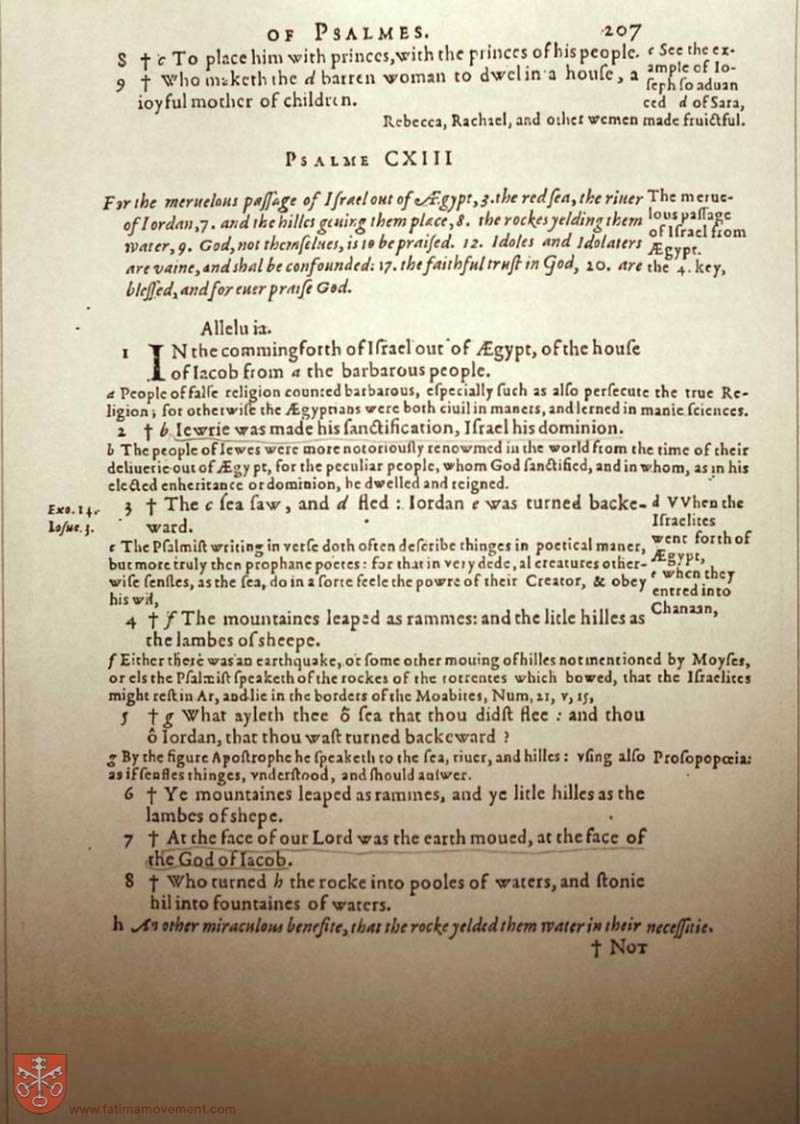 OF PSALMES. 207
8 † c To place him with princes, with the princes of his people.
9 † Who maketh the d barren woman to dwel in a houſe, a
ioyful mother of children.
c See the ex-
ample of Io-
ſeph ſo aduan
ced d of Sara,
Rebecca, Rachael, and other wemen made fruictful.
PSALME CXIII
For the meruelous paſſage of Iſrael out of Ægypt, 3. the red ſea, the riuer
of Iordan, 7. and the hilles geuing them place, 8. the rockes yelding them
water, 9. God, not themſelues, is to be praiſed. 12. Idoles and Idolaters
are vaine, and shal be confounded: 17. the faithful truſt in God, 20. are
bleſſed, and for euer praiſe God.
The merue-
lous paſſage
of Iſrael from
Ægypt.
the 4. key,
Allelu ia.
1 IN the comming forth of Iſrael out of Ægypt, of the houſe
of Iacob from a the barbarous people.
a People of falſe religion counted barbarous, eſpecially ſuch as alſo perſecute the true Re-
ligion; for otherwiſe the Ægyptians were both ciuil in maners, and lerned in manie ſciences.
2 † b Iewrie was made his ſanctification, Iſrael his dominion.
b The people of Iewes were more notoriouſly renowmed in the world from the time of their
deliuerie out of Ægypt, for the peculiar people, whom God ſanctified, and in whom, as in his
elected enheritance or dominion, he dwelled and reigned.
Exo. 14.
Ioſue. 3.
3 † The c ſea ſaw, and d fled: Iordan e was turned backe-
ward.
d VVhen the
Iſraelites
went forth of
Ægypt,
e when they
entred into
Chanaan,
c The Pſalmiſt writing in verſe doth often deſcribe thinges in poetical maner,
but more truly then prophane poetes: for that in very dede, al creatures other-
wiſe ſenſles, as the ſea, do in a ſorte feele the powre of their Creator, & obey
his wil,
4 † f The mountaines leaped as rammes: and the litle hilles as
the lambes of ſheepe.
f Either there was an earthquake, or ſome other mouing of hilles not mentioned by Moyſes,
or els the Pſalmiſt ſpeaketh of the rockes of the torrentes which bowed, that the Iſraelites
might reſt in Ar, and lie in the borders of the Moabites, Num, 21, v, 15,
5 † g What ayleth thee ô ſea that thou didſt flee: and thou
ô Iordan, that thou waſt turned backeward?
g By the figure Apoſtrophe he ſpeaketh to the ſea, riuer, and hilles: vſing alſo Proſopopœia:
as if ſenſles thinges, vnderſtood, and ſhould anſwer.
6 † Ye mountaines leaped as rammes, and ye litle hilles as the
lambes of ſhepe.
7 † At the face of our Lord was the earth moued, at the face of
the God of Iacob.
8 † Who turned h the rocke into pooles of waters, and ſtonie
hil into fountaines of waters.
h An other miraculous benefite, that the rocke yelded them water in their neceſſitie.
† NOT
www.fatimamovement.com